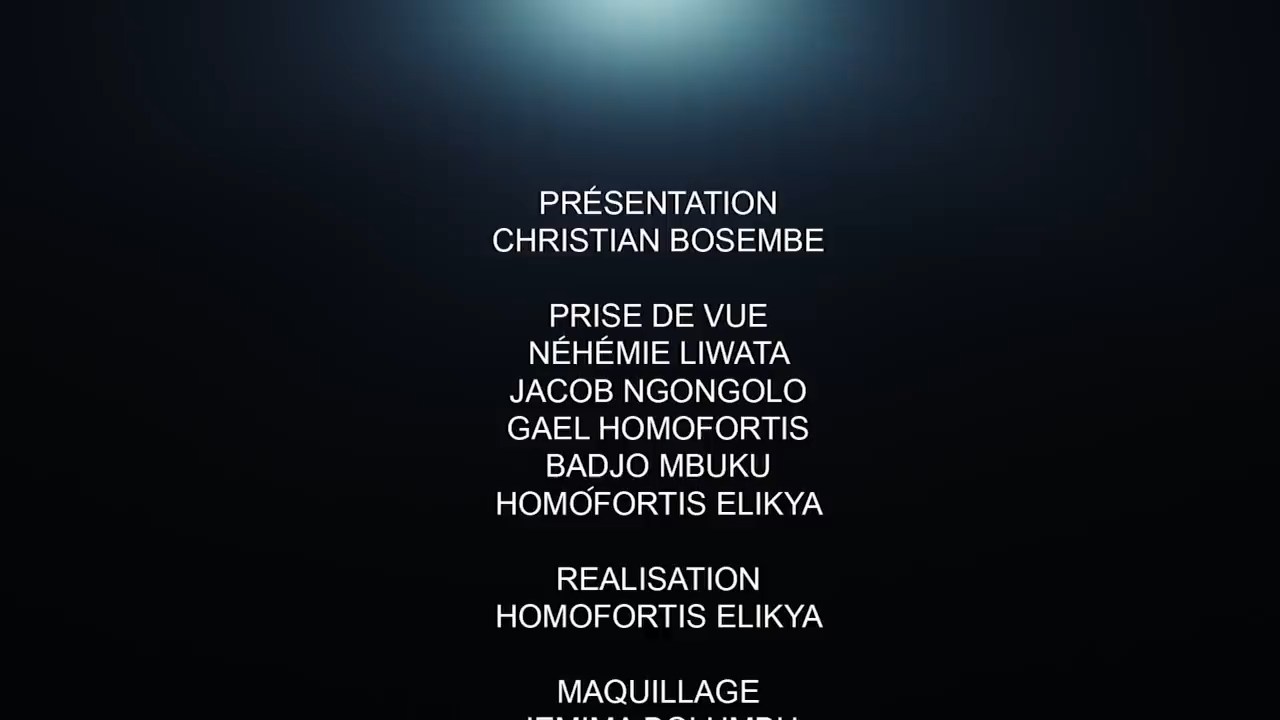 PRÉSENTATION
CHRISTIAN BOSEMBE
PRISE DE VUE
NÉHÉMIE LIWATA
JACOB NGONGOLO
GAEL HOMOFORTIS
BADJO MBUKU
HOMÓFORTIS ELIKYA
REALISATION
HOMOFORTIS ELIKYA
MAQUILLAGE